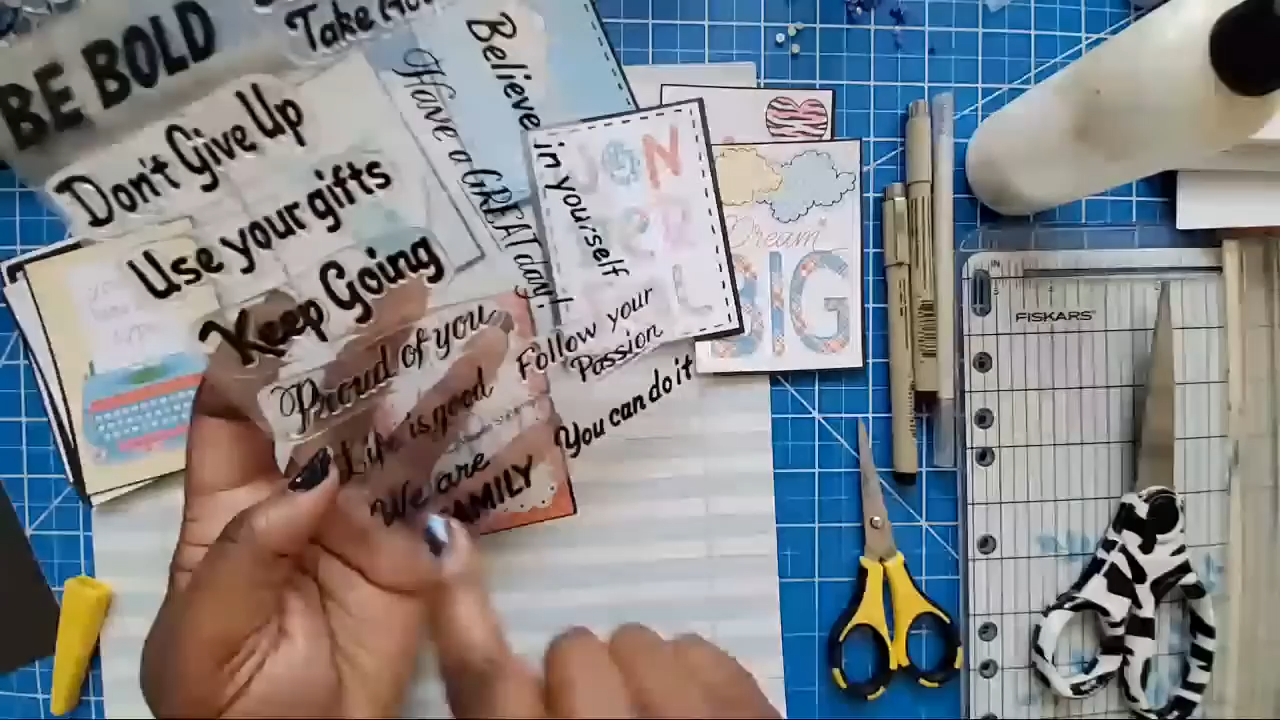 BE BOLD
Take
Don't Give Up
Use your gifts
Keep Going
Proud of you
Life is good
We are
FAMILY
Have a GREAT day!
Believe in yourself
Follow your
Passion
You can do it
Dream
BIG
FISKARS